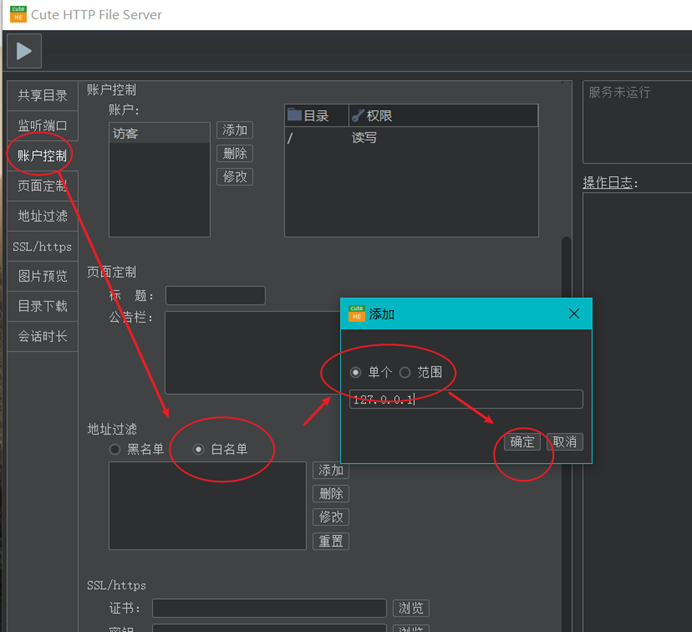 cute
HE
Cute HTTP File Server
共享目录
监听端口
账户控制
页面定制
地址过滤
SSL/https
图片预览
目录下载
会话时长
账户控制
账户:
访客
添加
删除
修改
目录 权限
/ 读写
服务未运行
操作日志:
页面定制
标 题:
公告栏:
地址过滤
黑名单 白名单
添加
删除
修改
重置
cute
HE
添加
单个 范围
127.0.0.1
确定 取消
SSL/https
证书: 浏览
密钥 浏览